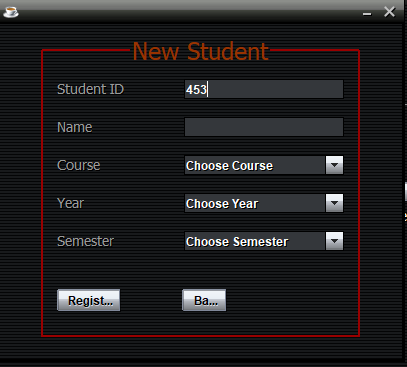 New Student
Student ID 453
Name
Course Choose Course
Year Choose Year
Semester Choose Semester
Regist... Ba...